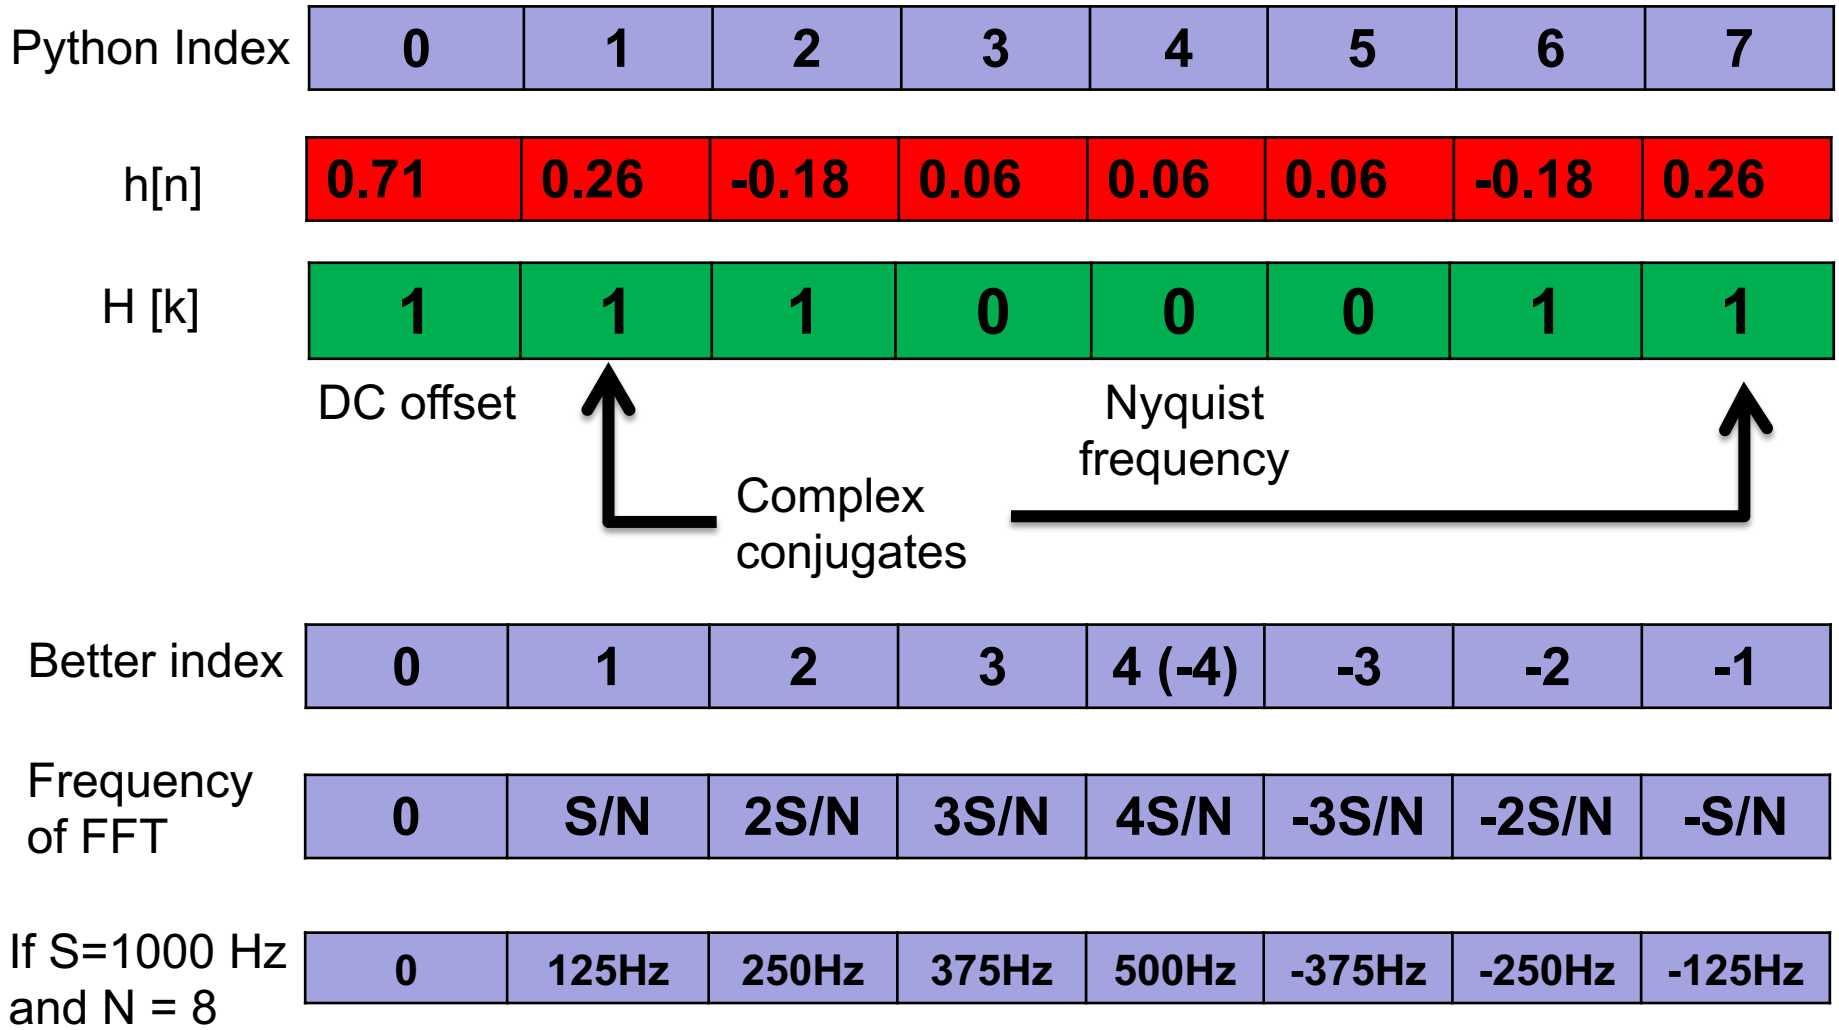 Python Index 0 1 2 3 4 5 6 7
h[n] 0.71 0.26 -0.18 0.06 0.06 0.06 -0.18 0.26
H [k] 1 1 1 0 0 0 1 1
DC offset
Nyquist
frequency
Complex
conjugates
Better index 0 1 2 3 4 (-4) -3 -2 -1
Frequency
of FFT
0 S/N 2S/N 3S/N 4S/N -3S/N -2S/N -S/N
If S=1000 Hz
and N = 8
0 125Hz 250Hz 375Hz 500Hz -375Hz -250Hz -125Hz